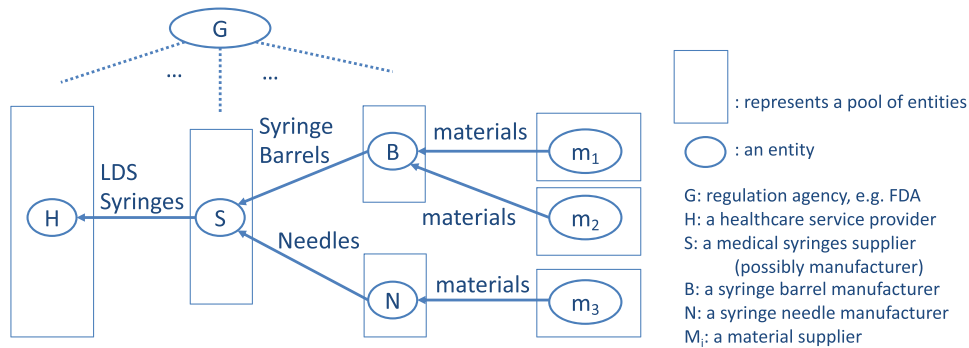 G
...
...
Syringe
Barrels
B
materials
m1
: represents a pool of entities
: an entity
LDS
Syringes
H
S
materials
m2
Needles
N
materials
m3
G: regulation agency, e.g. FDA
H: a healthcare service provider
S: a medical syringes supplier
(possibly manufacturer)
B: a syringe barrel manufacturer
N: a syringe needle manufacturer
Mi: a material supplier